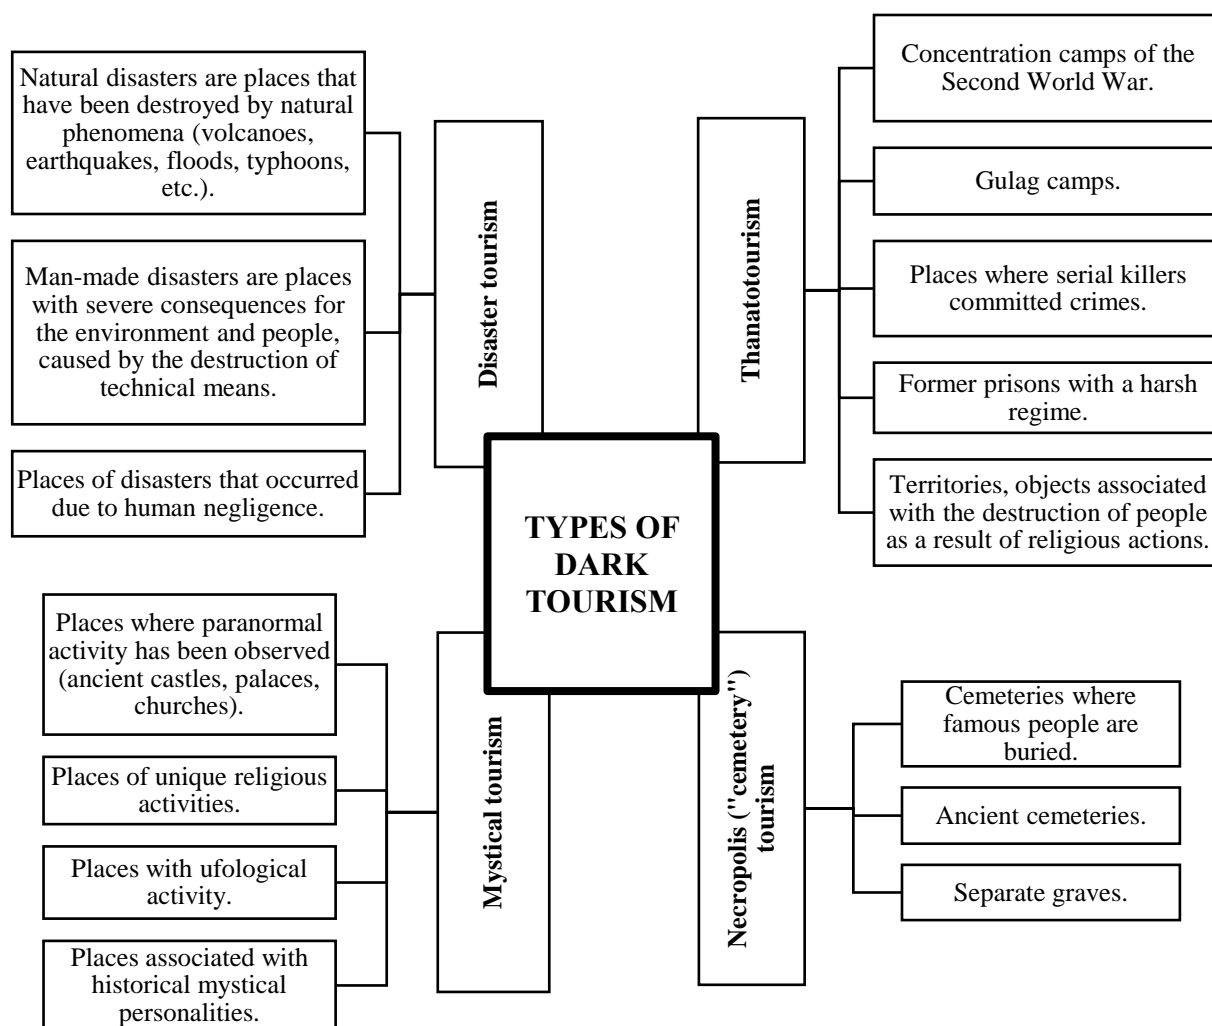 TYPES OF
DARK
TOURISM
Disaster tourism
Natural disasters are places that
have been destroyed by natural
phenomena (volcanoes,
earthquakes, floods, typhoons,
etc.).
Man-made disasters are places
with severe consequences for
the environment and people,
caused by the destruction of
technical means.
Places of disasters that occurred
due to human negligence.
Thanatotourism
Concentration camps of the
Second World War.
Gulag camps.
Places where serial killers
committed crimes.
Former prisons with a harsh
regime.
Territories, objects associated
with the destruction of people
as a result of religious actions.
Mystical tourism
Places where paranormal
activity has been observed
(ancient castles, palaces,
churches).
Places of unique religious
activities.
Places with ufological
activity.
Places associated with
historical mystical
personalities.
Necropolis ("cemetery")
tourism
Cemeteries where
famous people are
buried.
Ancient cemeteries.
Separate graves.